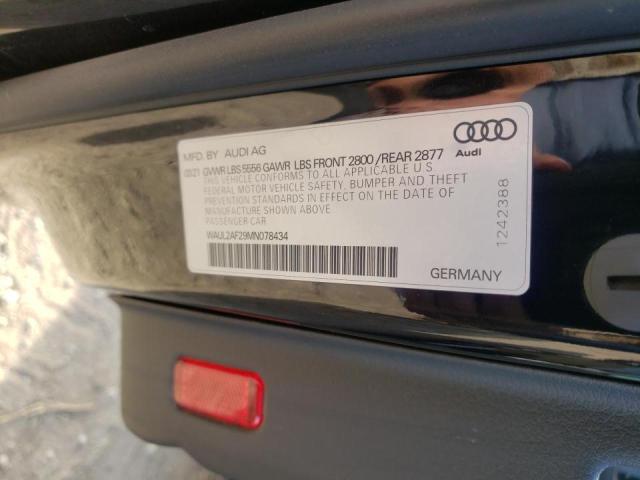 MFD. BY AUDI AG
03/21 GVWR LBS 5556 GAWR LBS FRONT 2800 /REAR 2877
THIS VEHICLE CONFORMS TO ALL APPLICABLE U S
FEDERAL MOTOR VEHICLE SAFETY, BUMPER AND THEFT
PREVENTION STANDARDS IN EFFECT ON THE DATE OF
MANUFACTURE SHOWN ABOVE.
PASSENGER CAR
WAUL2AF29MN078434
GERMANY
Audi
1242388